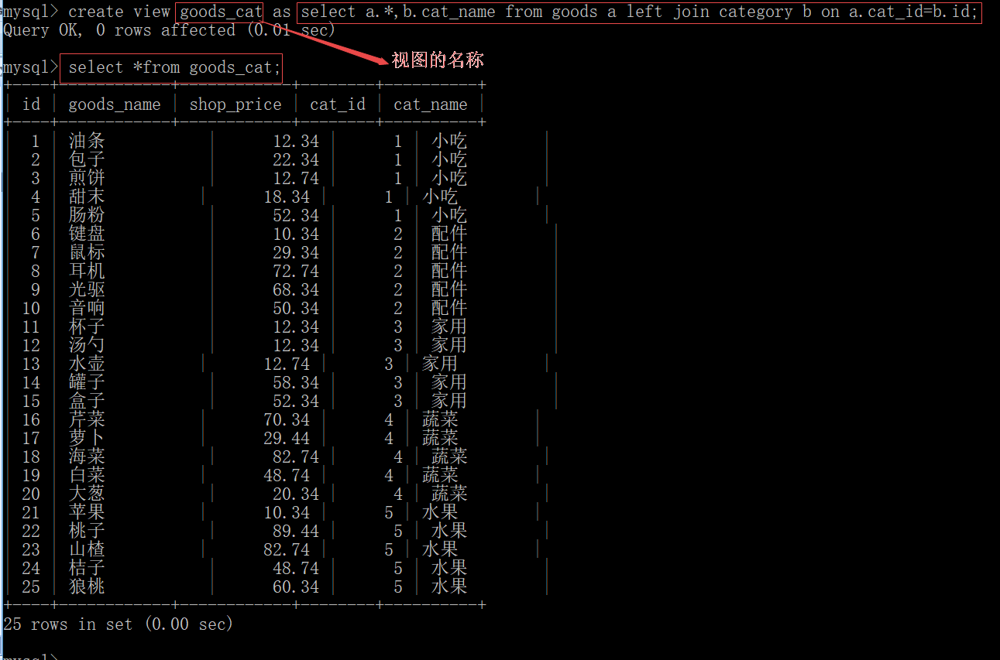 mysql> create view goods_cat as select a.*,b.cat_name from goods a left join category b on a.cat_id=b.id;
Query OK, 0 rows affected (0.01 sec)
视图的名称
mysql> select *from goods_cat;
+-----+------------+-------------+--------+----------+
| id | goods_name | shop_price | cat_id | cat_name |
+-----+------------+-------------+--------+----------+
| 1 | 油条 | 12.34 | 1 | 小吃 |
| 2 | 包子 | 22.34 | 1 | 小吃 |
| 3 | 煎饼 | 12.74 | 1 | 小吃 |
| 4 | 甜末 | 18.34 | 1 | 小吃 |
| 5 | 肠粉 | 52.34 | 1 | 小吃 |
| 6 | 键盘 | 10.34 | 2 | 配件 |
| 7 | 鼠标 | 29.34 | 2 | 配件 |
| 8 | 耳机 | 72.74 | 2 | 配件 |
| 9 | 光驱 | 68.34 | 2 | 配件 |
| 10 | 音响 | 50.34 | 2 | 配件 |
| 11 | 杯子 | 12.34 | 3 | 家用 |
| 12 | 汤勺 | 12.34 | 3 | 家用 |
| 13 | 水壶 | 12.74 | 3 | 家用 |
| 14 | 罐子 | 58.34 | 3 | 家用 |
| 15 | 盒子 | 52.34 | 3 | 家用 |
| 16 | 芹菜 | 70.34 | 4 | 蔬菜 |
| 17 | 萝卜 | 29.44 | 4 | 蔬菜 |
| 18 | 海菜 | 82.74 | 4 | 蔬菜 |
| 19 | 白菜 | 48.74 | 4 | 蔬菜 |
| 20 | 大葱 | 20.34 | 4 | 蔬菜 |
| 21 | 苹果 | 10.34 | 5 | 水果 |
| 22 | 桃子 | 89.44 | 5 | 水果 |
| 23 | 山楂 | 82.74 | 5 | 水果 |
| 24 | 桔子 | 48.74 | 5 | 水果 |
| 25 | 狼桃 | 60.34 | 5 | 水果 |
+-----+------------+-------------+--------+----------+
25 rows in set (0.00 sec)
mysql>